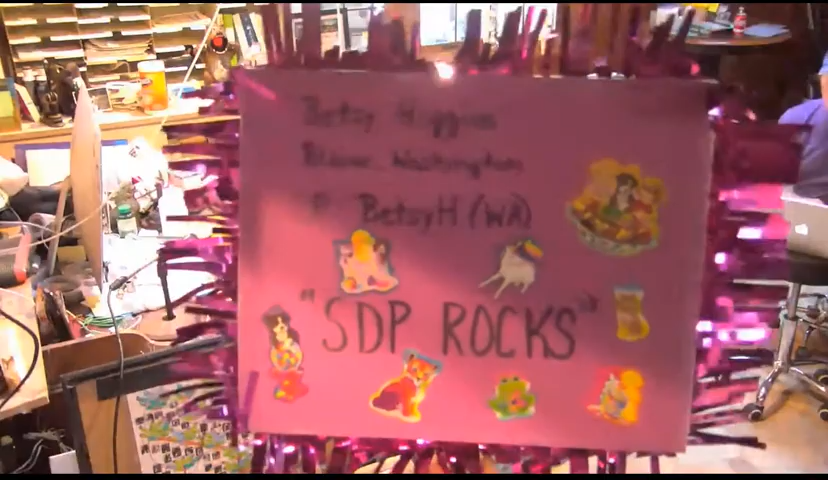 Betsy Higgins
Blaine, Washington
BetsyH (WA)
"SDP ROCKS"